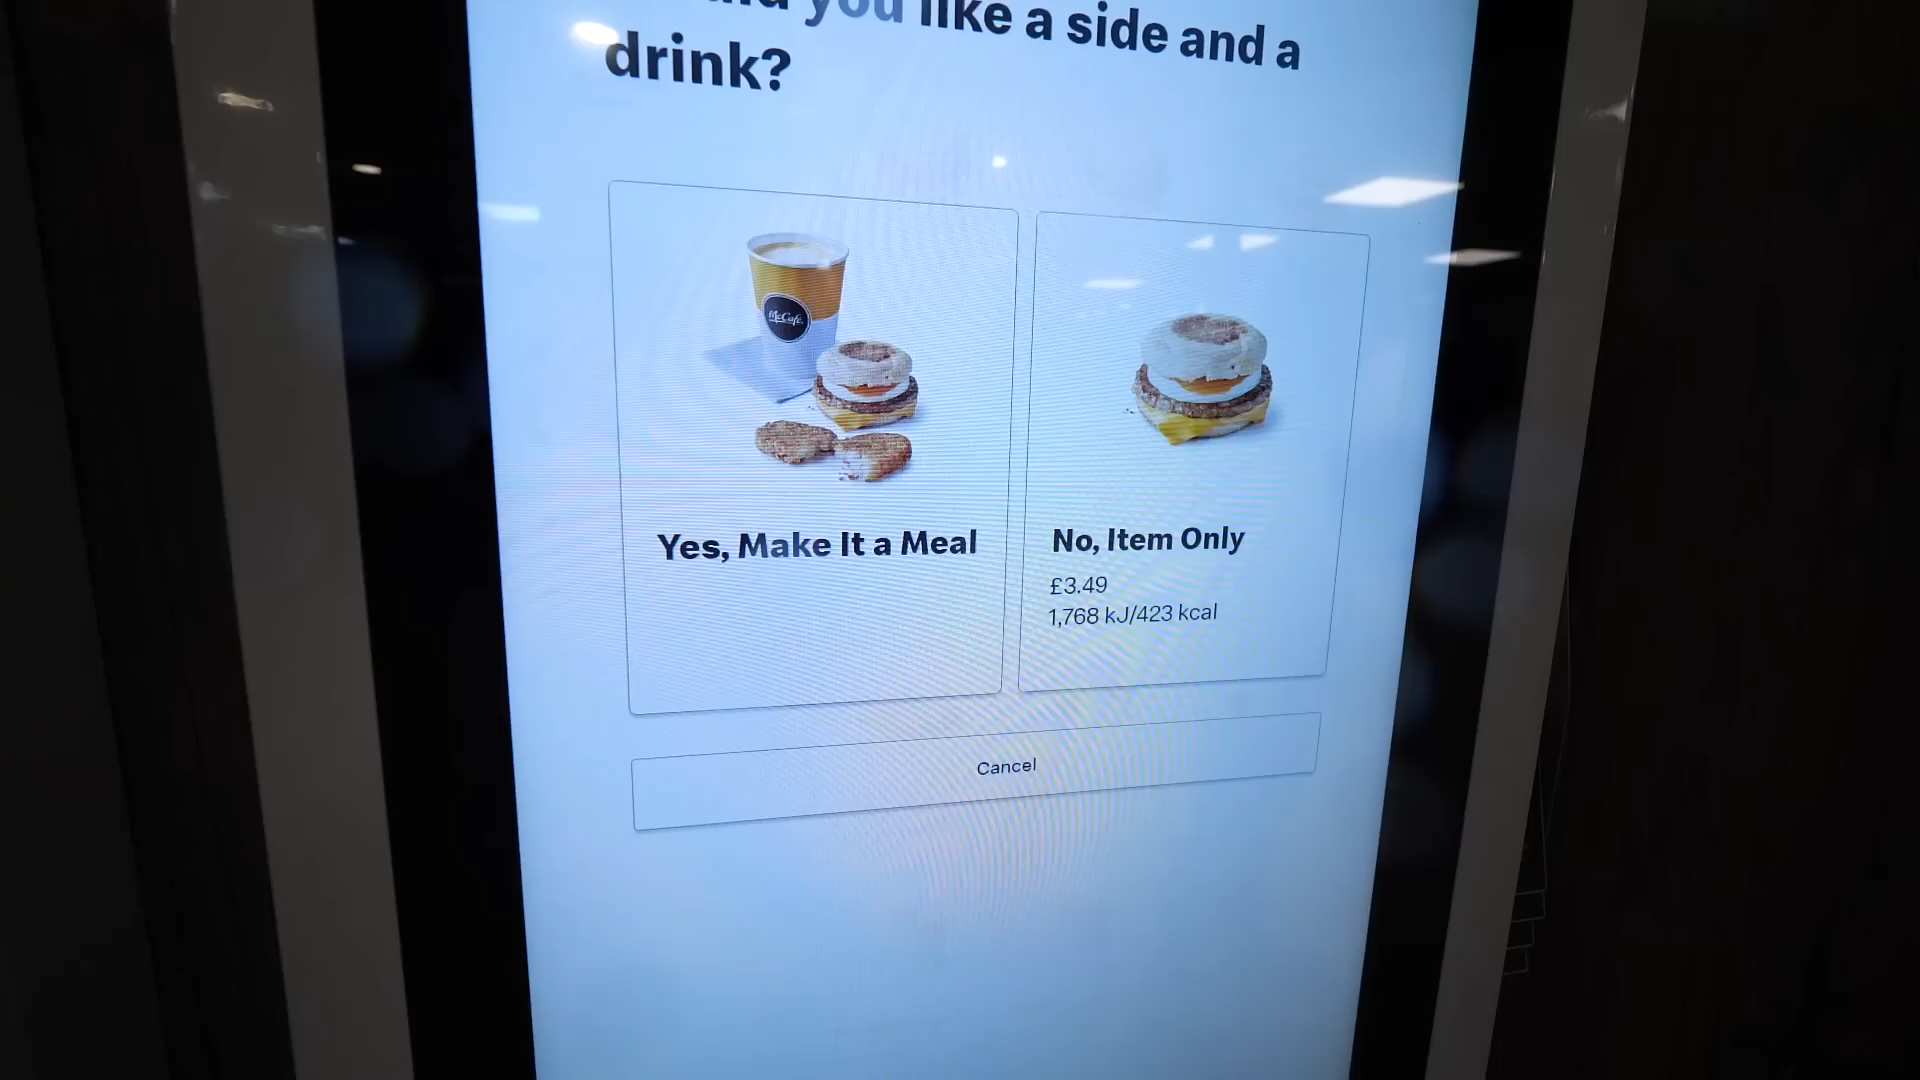 you like a side and a
drink?
McCafé
Yes, Make It a Meal
No, Item Only
£3.49
1,768 kJ/423 kcal
Cancel